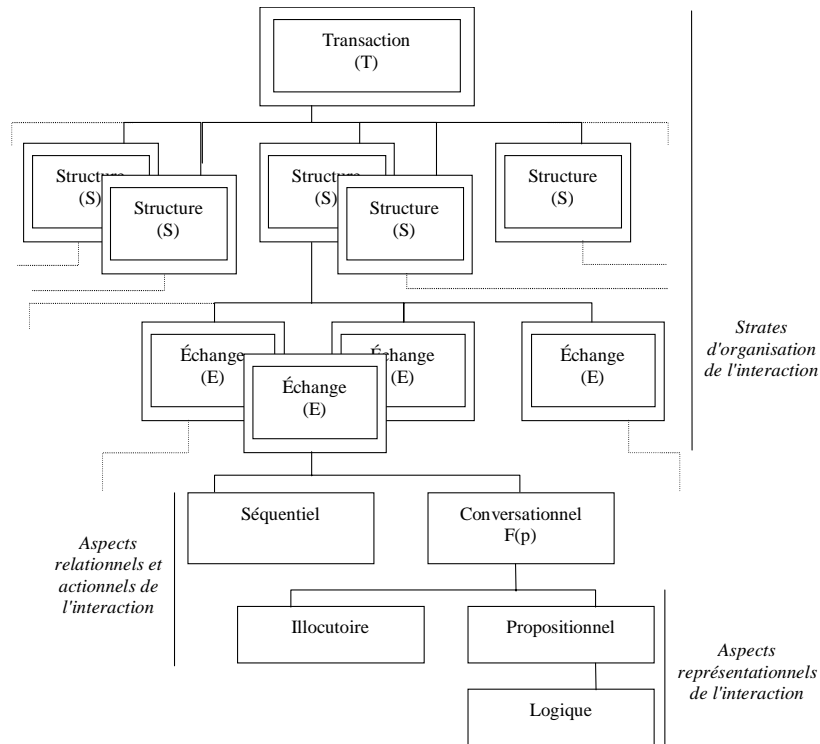 Transaction
(T)
Structure
(S)
Structure
(S)
Structure
(S)
Structure
(S)
Structure
(S)
Échange
(E)
Échange
(E)
Échange
(E)
Échange
(E)
Strates
d'organisation
de l'interaction
Séquentiel
Conversationnel
F(p)
Aspects
relationnels et
actionnels de
l'interaction
Illocutoire
Propositionnel
Logique
Aspects
représentationnels
de l'interaction